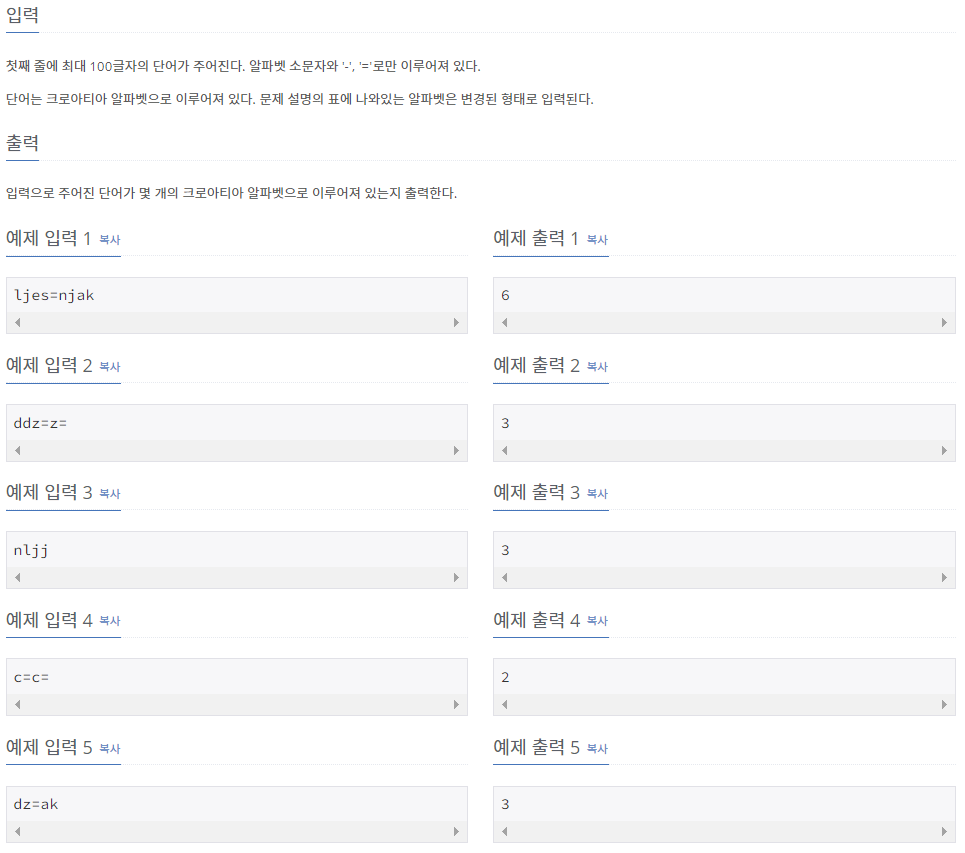 입력
첫째 줄에 최대 100글자의 단어가 주어진다. 알파벳 소문자와 '-', '='로만 이루어져 있다.
단어는 크로아티아 알파벳으로 이루어져 있다. 문제 설명의 표에 나와있는 알파벳은 변경된 형태로 입력된다.
출력
입력으로 주어진 단어가 몇 개의 크로아티아 알파벳으로 이루어져 있는지 출력한다.
예제 입력 1 복사
예제 출력 1 복사
ljes=njak
6
예제 입력 2 복사
예제 출력 2 복사
ddz=z=
3
예제 입력 3 복사
예제 출력 3 복사
nljj
3
예제 입력 4 복사
예제 출력 4 복사
c=c=
2
예제 입력 5 복사
예제 출력 5 복사
dz=ak
3